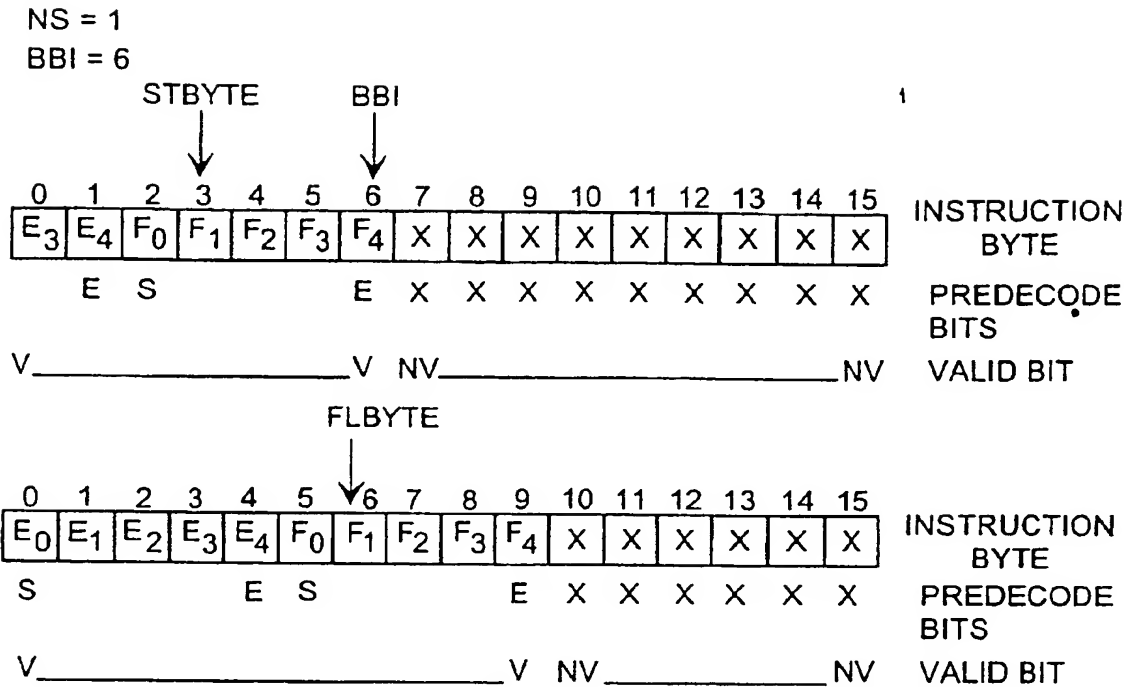 NS = 1
BBI = 6
STBYTE BBI
0 1 2 3 4 5 6 7 8 9 10 11 12 13 14 15
E3 E4 F0 F1 F2 F3 F4 X X X X X X X X X INSTRUCTION
BYTE
E S E X X X X X X X X X PREDECODE
BITS
V V NV NV VALID BIT
FLBYTE
0 1 2 3 4 5 6 7 8 9 10 11 12 13 14 15
E0 E1 E2 E3 E4 F0 F1 F2 F3 F4 X X X X X X INSTRUCTION
BYTE
S E S E X X X X X X PREDECODE
BITS
V V NV NV VALID BIT